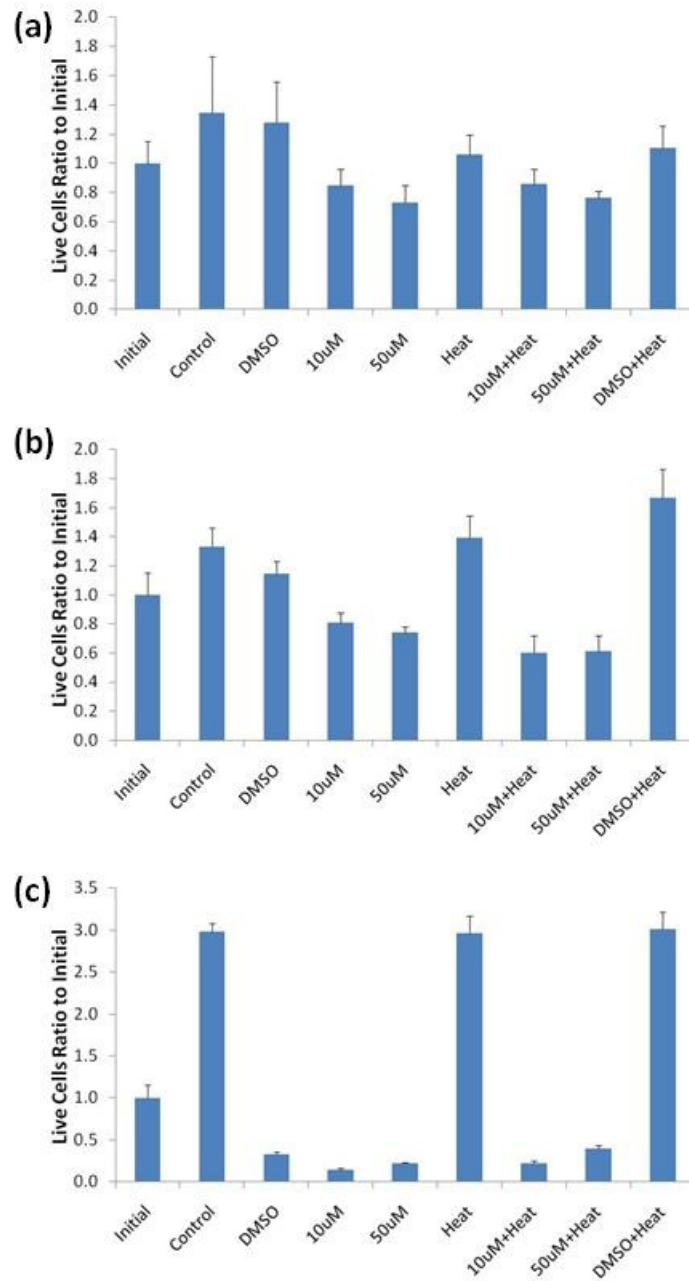 (a)
Live Cells Ratio to Initial
2.0
1.8
1.6
1.4
1.2
1.0
0.8
0.6
0.4
0.2
0.0
Initial
Control
DMSO
10uM
50uM
Heat
10uM+Heat
50uM+Heat
DMSO+Heat
(b)
Live Cells Ratio to Initial
2.0
1.8
1.6
1.4
1.2
1.0
0.8
0.6
0.4
0.2
0.0
Initial
Control
DMSO
10uM
50uM
Heat
10uM+Heat
50uM+Heat
DMSO+Heat
(c)
Live Cells Ratio to Initial
3.5
3.0
2.5
2.0
1.5
1.0
0.5
0.0
Initial
Control
DMSO
10uM
50uM
Heat
10uM+Heat
50uM+Heat
DMSO+Heat